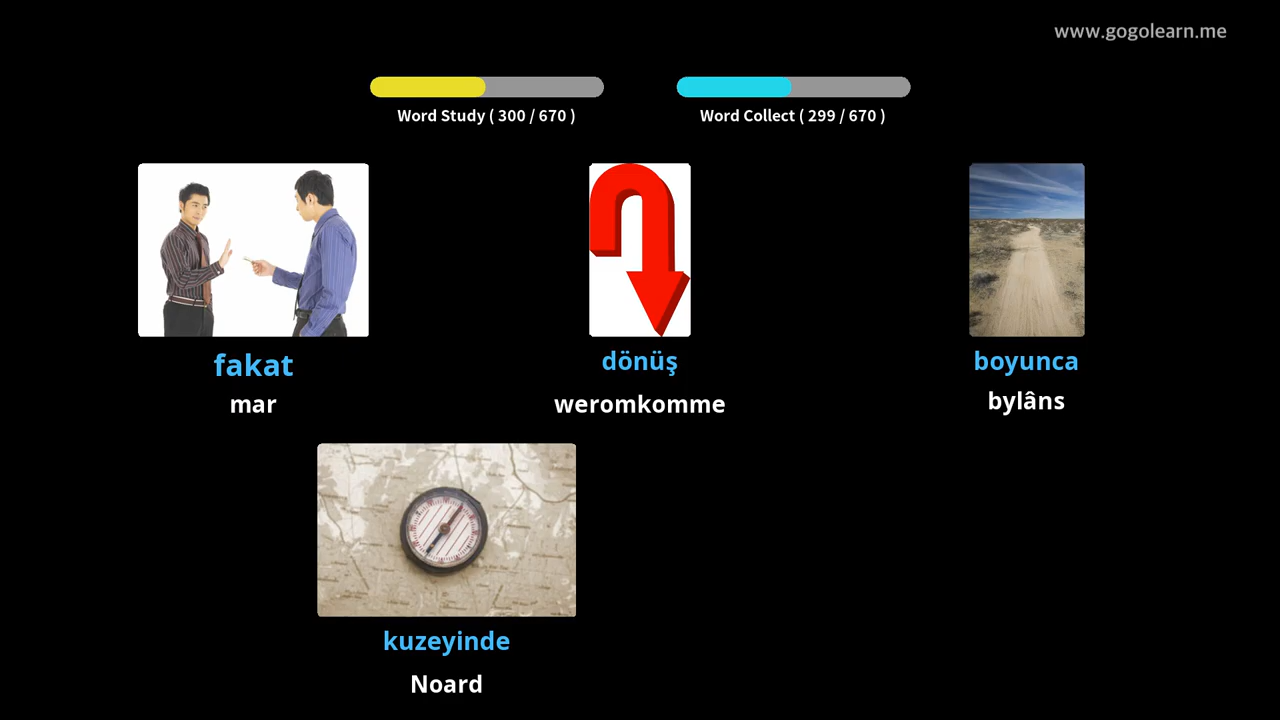 www.gogolearn.me
Word Study ( 300 / 670 )
Word Collect ( 299 / 670 )
fakat
mar
dönüş
weromkomme
boyunca
bylâns
kuzeyinde
Noard